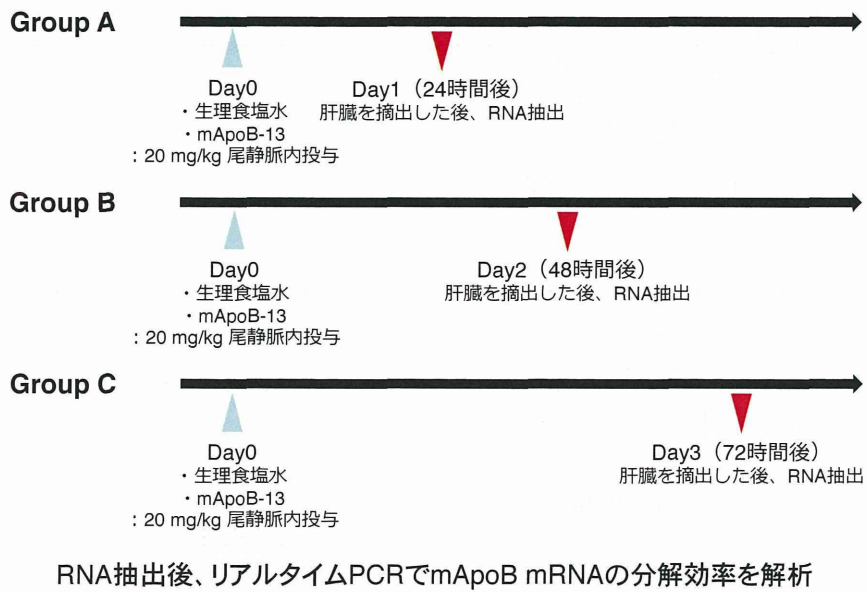 Group A
Day0
・生理食塩水
・mApoB-13
: 20 mg/kg 尾静脈内投与
Day1（24時間後）
肝臓を摘出した後、RNA抽出
Group B
Day0
・生理食塩水
・mApoB-13
: 20 mg/kg 尾静脈内投与
Day2（48時間後）
肝臓を摘出した後、RNA抽出
Group C
Day0
・生理食塩水
・mApoB-13
: 20 mg/kg 尾静脈内投与
Day3（72時間後）
肝臓を摘出した後、RNA抽出
RNA抽出後、リアルタイムPCRでmApoB mRNAの分解効率を解析